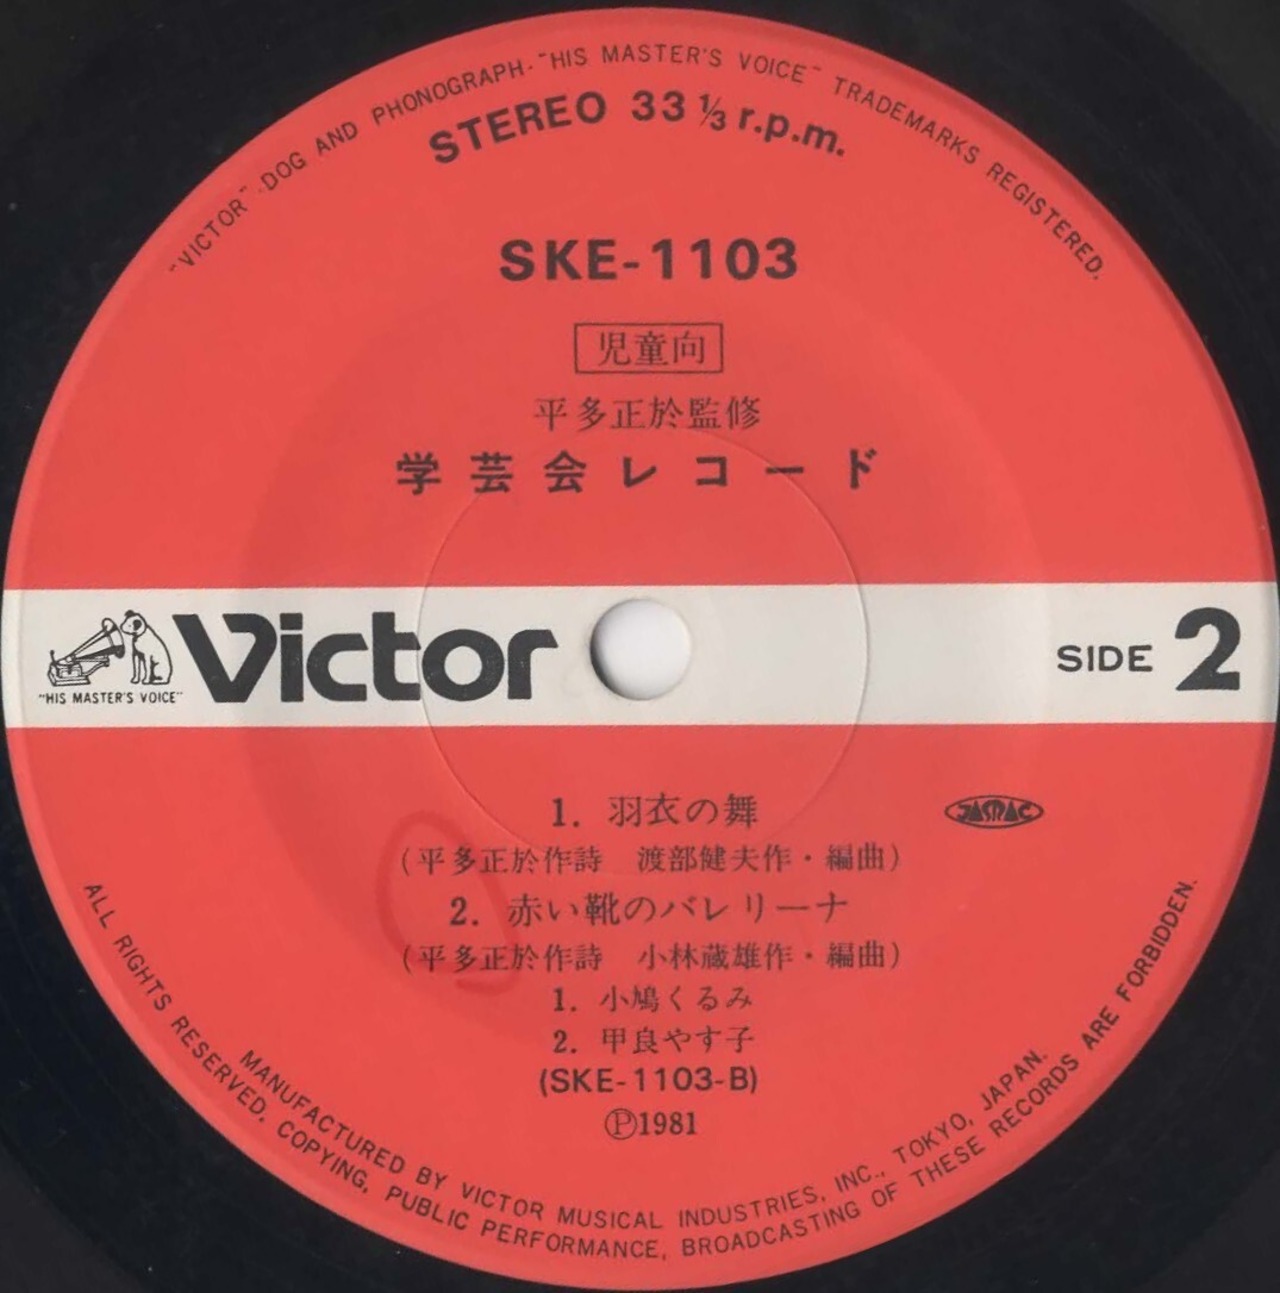 "VICTOR"-DOG AND PHONOGRAPH-"HIS MASTER'S VOICE" TRADEMARKS REGISTERED.
STEREO 33 ⅓ r.p.m.
SKE-1103
児童向
平多正於監修
学芸会レコード
"HIS MASTER'S VOICE"
Victor
SIDE 2
1. 羽衣の舞
JASRAC
(平多正於作詩 渡部健夫作・編曲)
2. 赤い靴のバレリーナ
(平多正於作詩 小林蔵雄作・編曲)
1. 小鳩くるみ
2. 甲良やす子
(SKE-1103-B)
Ⓟ1981
MANUFACTURED BY VICTOR MUSICAL INDUSTRIES, INC., TOKYO, JAPAN.
ALL RIGHTS RESERVED. COPYING, PUBLIC PERFORMANCE, BROADCASTING OF THESE RECORDS ARE FORBIDDEN.